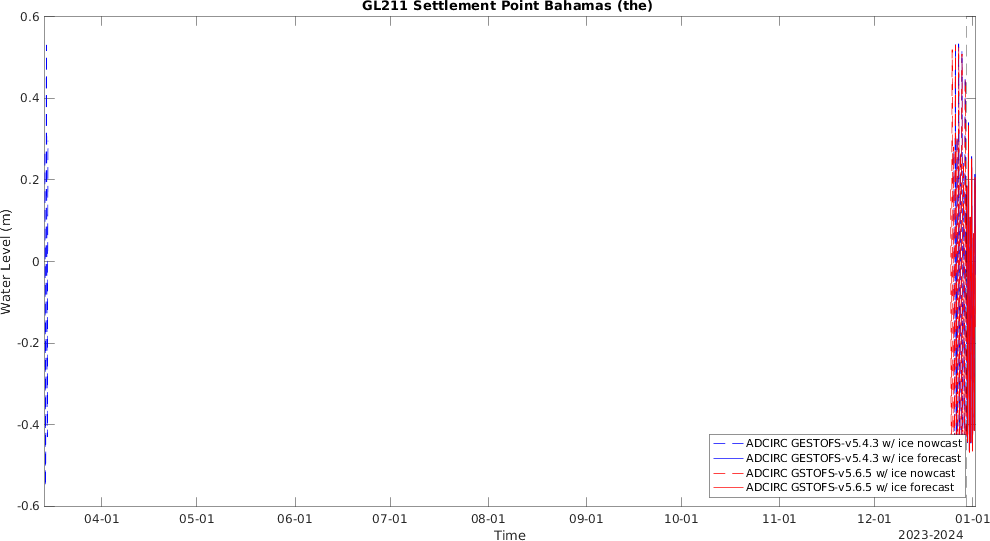 GL211 Settlement Point Bahamas (the)
0.6
0.4
0.2
0
-0.2
-0.4
-0.6
Water Level (m)
04-01 05-01 06-01 07-01 08-01 09-01 10-01 11-01 12-01 01-01
Time
2023-2024
ADCIRC GESTOFS-v5.4.3 w/ ice nowcast
ADCIRC GESTOFS-v5.4.3 w/ ice forecast
ADCIRC GSTOFS-v5.6.5 w/ ice nowcast
ADCIRC GSTOFS-v5.6.5 w/ ice forecast